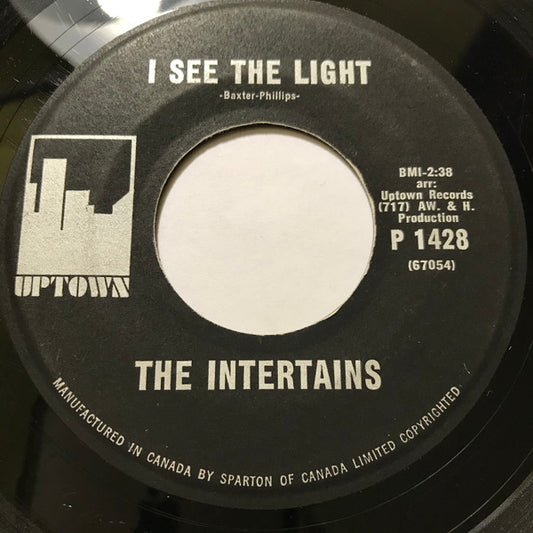 I SEE THE LIGHT
-Baxter-Phillips-
BMI-2:38
arr:
Uptown Records
(717) AW. & H.
Production
P 1428
(67054)
UPTOWN
THE INTERTAINS
MANUFACTURED IN CANADA BY SPARTON OF CANADA LIMITED COPYRIGHTED